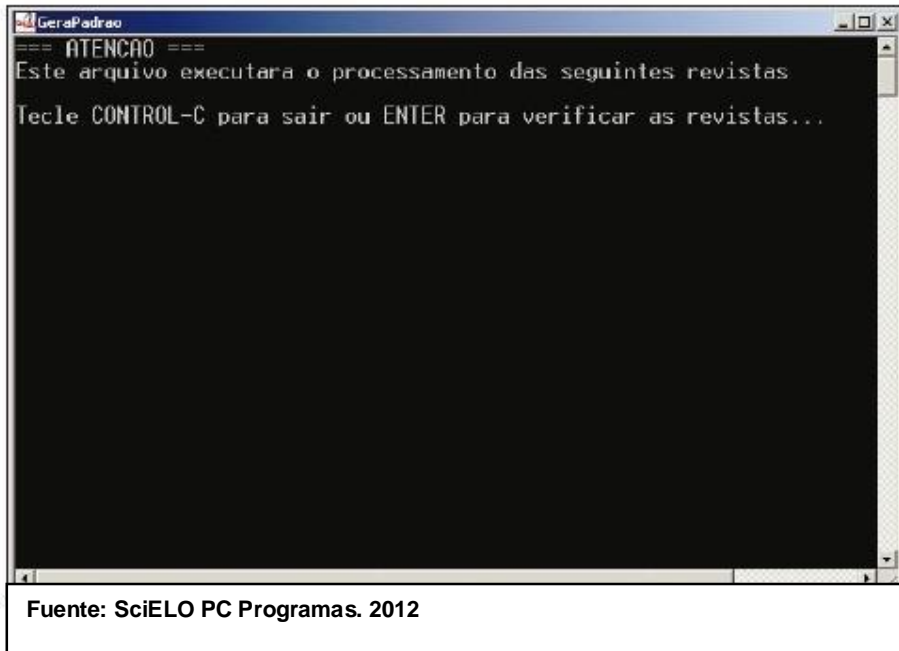 GeraPadrao
=== ATENCAO ===
Este arquivo executara o processamento das seguintes revistas
Tecle CONTROL-C para sair ou ENTER para verificar as revistas...
Fuente: SciELO PC Programas. 2012